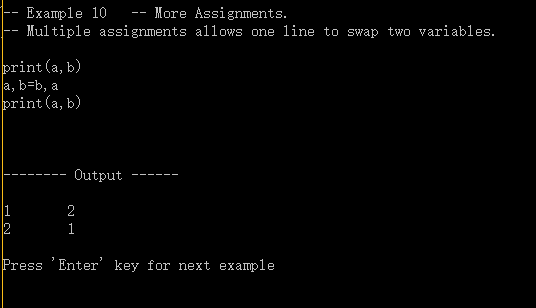 -- Example 10   -- More Assignments.
-- Multiple assignments allows one line to swap two variables.
print(a,b)
a,b=b,a
print(a,b)
-------- Output ------
1       2
2       1
Press 'Enter' key for next example